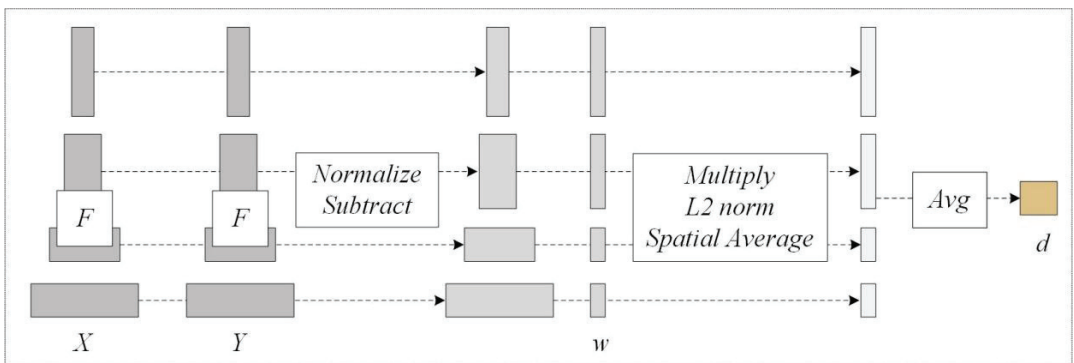 Normalize
Subtract
Multiply
L2 norm
Spatial Average
F
F
Avg
d
X
Y
w